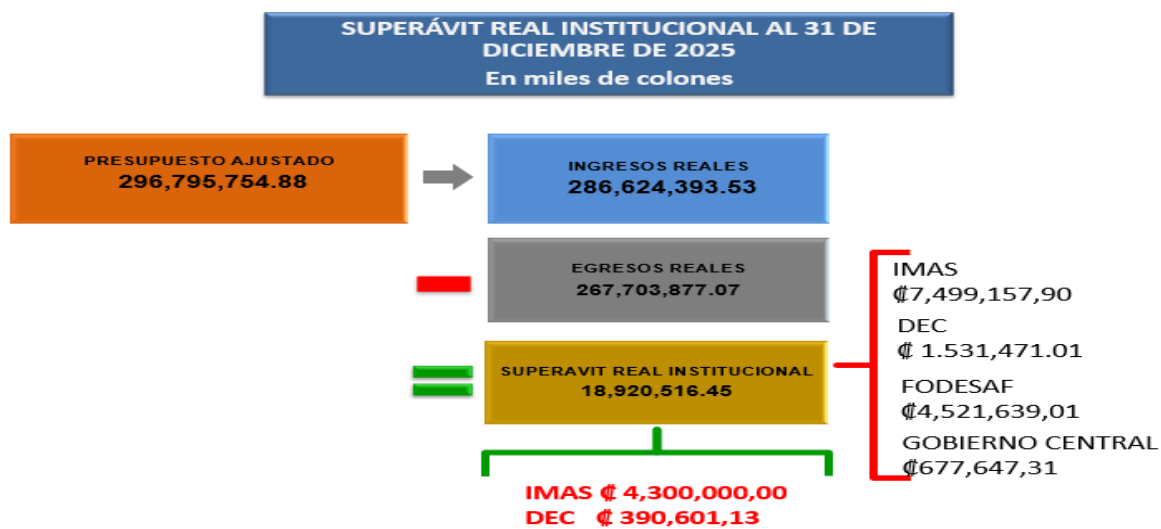 SUPERÁVIT REAL INSTITUCIONAL AL 31 DE
DICIEMBRE DE 2025
En miles de colones
PRESUPUESTO AJUSTADO
296,795,754.88
INGRESOS REALES
286,624,393.53
EGRESOS REALES
267,703,877.07
SUPERAVIT REAL INSTITUCIONAL
18,920,516.45
IMAS
₡7,499,157,90
DEC
₡ 1.531,471.01
FODESAF
₡4,521,639,01
GOBIERNO CENTRAL
₡677,647,31
IMAS ₡ 4,300,000,00
DEC ₡ 390,601,13